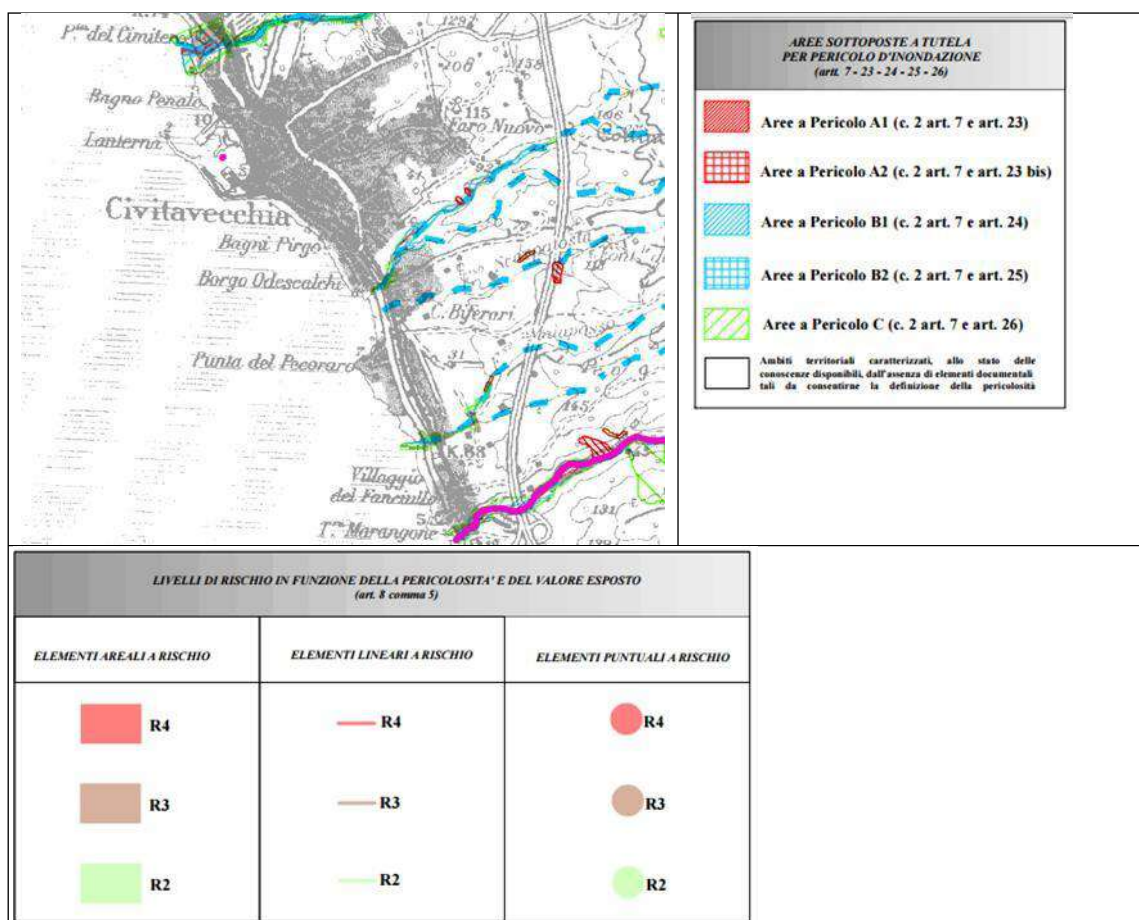 P.ta del Cimitero
Bagno Penalo
10
Lanterna
Civitavecchia
Bagni Pirgo
Borgo Odescalchi
Punta del Pecoraro
C. Biferari
31
K.63
Villaggio
del Fanciullo
T.re Marangone
129
106
158
115
Faro Nuovo
145
131
AREE SOTTOPOSTE A TUTELA
PER PERICOLO D'INONDAZIONE
(artt. 7 - 23 - 24 - 25 - 26)
Aree a Pericolo A1 (c. 2 art. 7 e art. 23)
Aree a Pericolo A2 (c. 2 art. 7 e art. 23 bis)
Aree a Pericolo B1 (c. 2 art. 7 e art. 24)
Aree a Pericolo B2 (c. 2 art. 7 e art. 25)
Aree a Pericolo C (c. 2 art. 7 e art. 26)
Ambiti territoriali caratterizzati, allo stato delle
conoscenze disponibili, dall'assenza di elementi documentali
tali da consentirne la definizione della pericolosità
LIVELLI DI RISCHIO IN FUNZIONE DELLA PERICOLOSITA' E DEL VALORE ESPOSTO
(art. 8 comma 5)
ELEMENTI AREALI A RISCHIO
ELEMENTI LINEARI A RISCHIO
ELEMENTI PUNTUALI A RISCHIO
R4
R4
R4
R3
R3
R3
R2
R2
R2